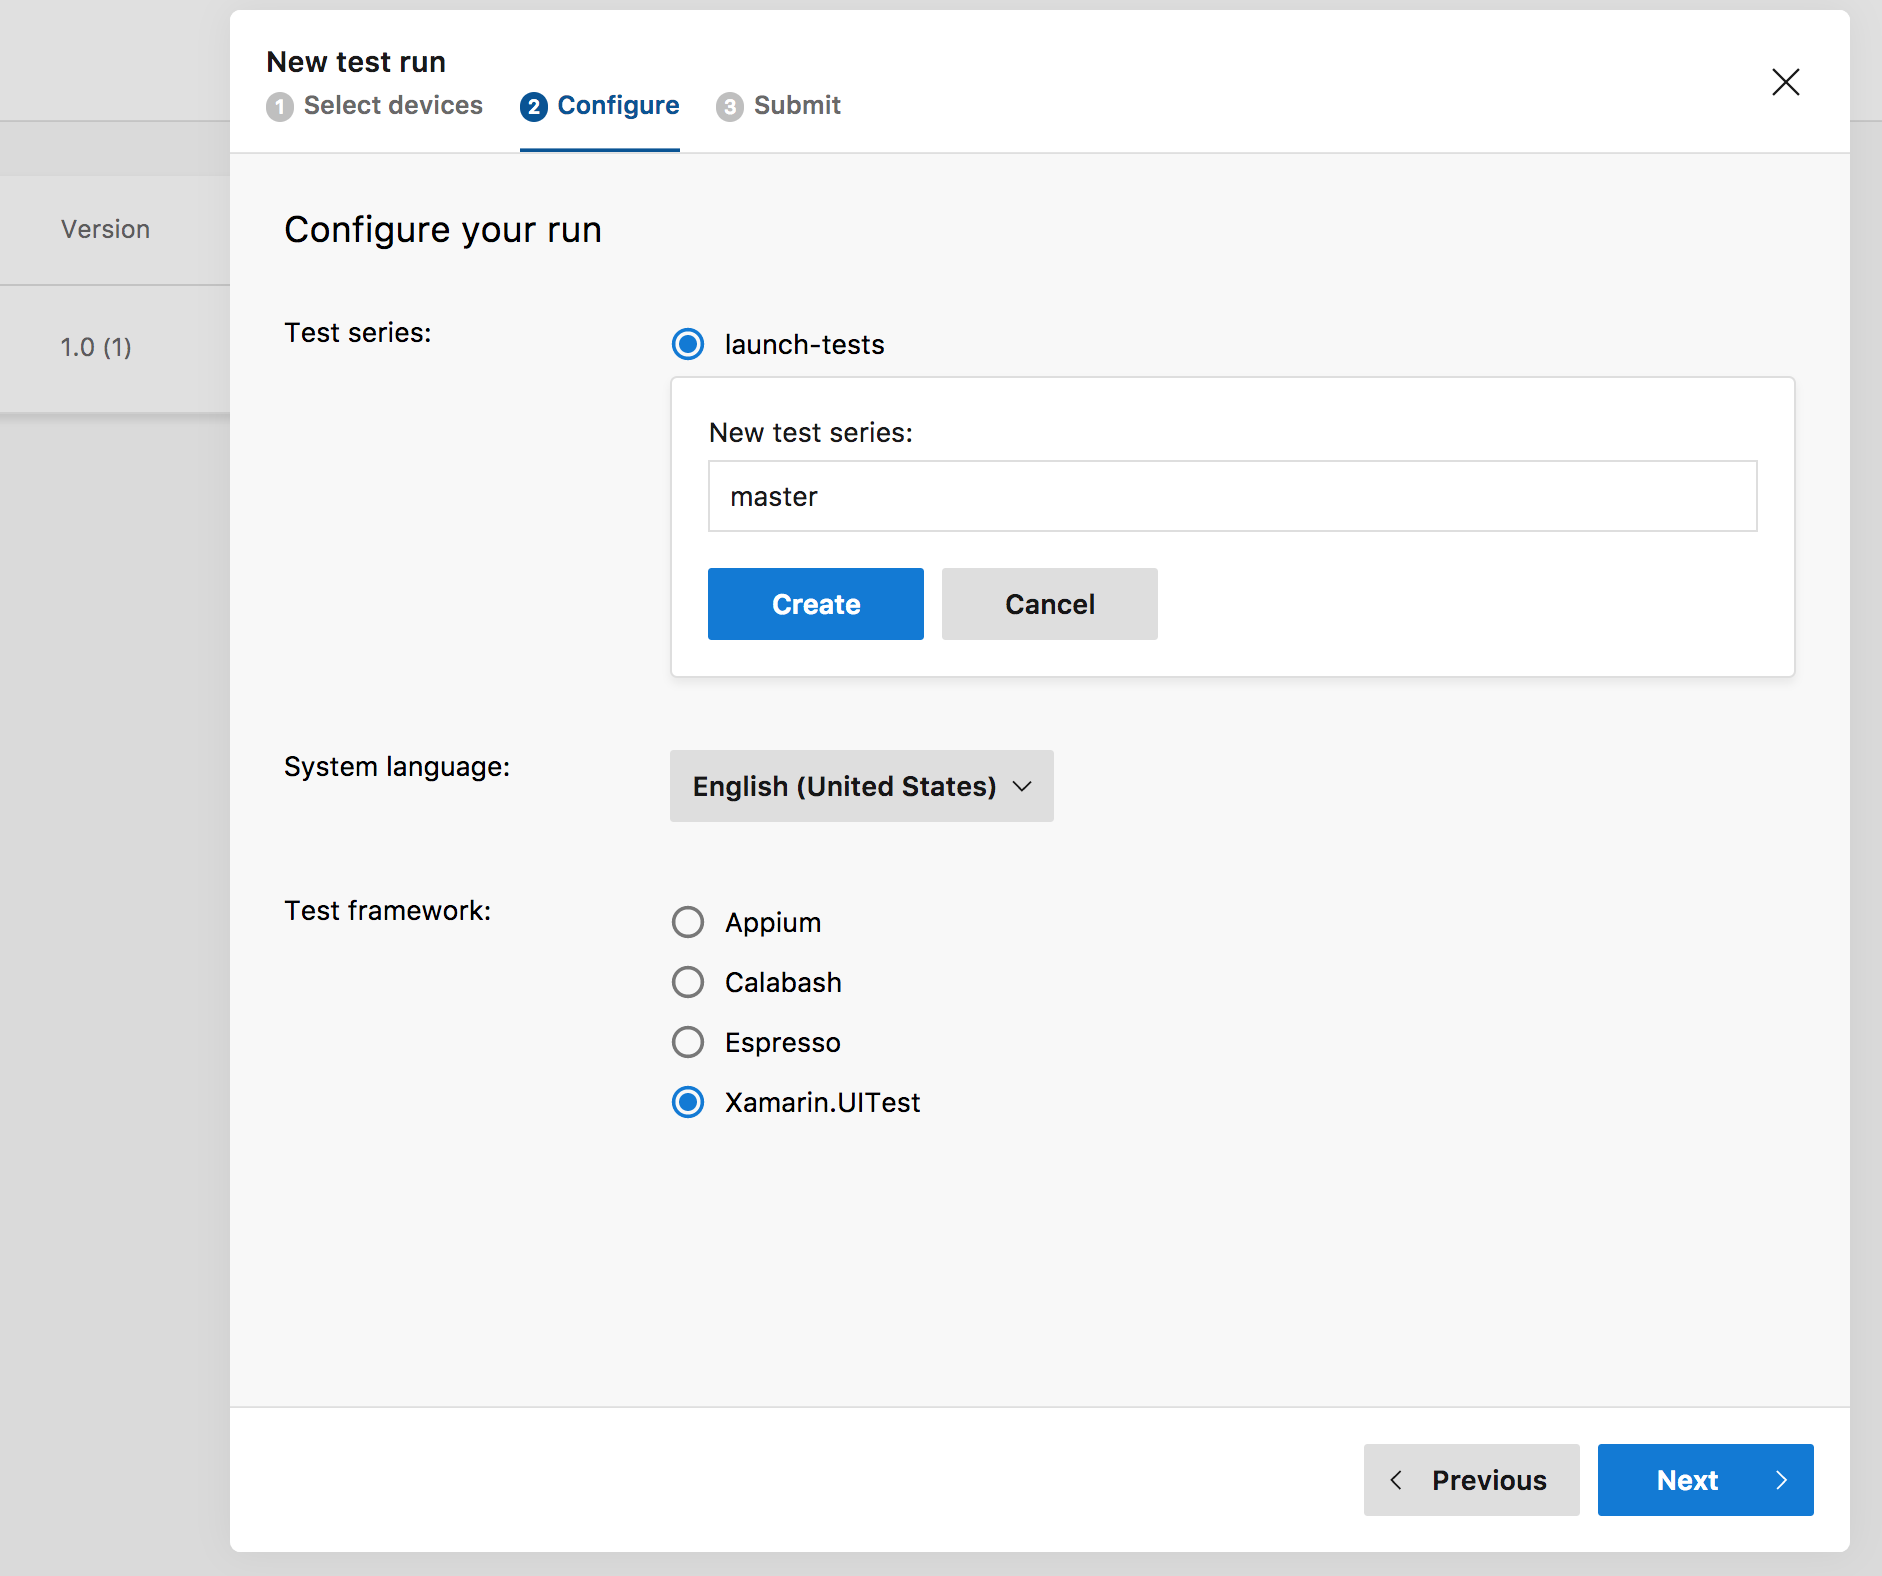 New test run
1 Select devices 2 Configure 3 Submit
Version
1.0 (1)
Configure your run
Test series:
launch-tests
New test series:
master
Create Cancel
System language:
English (United States)
Test framework:
Appium
Calabash
Espresso
Xamarin.UITest
Previous Next